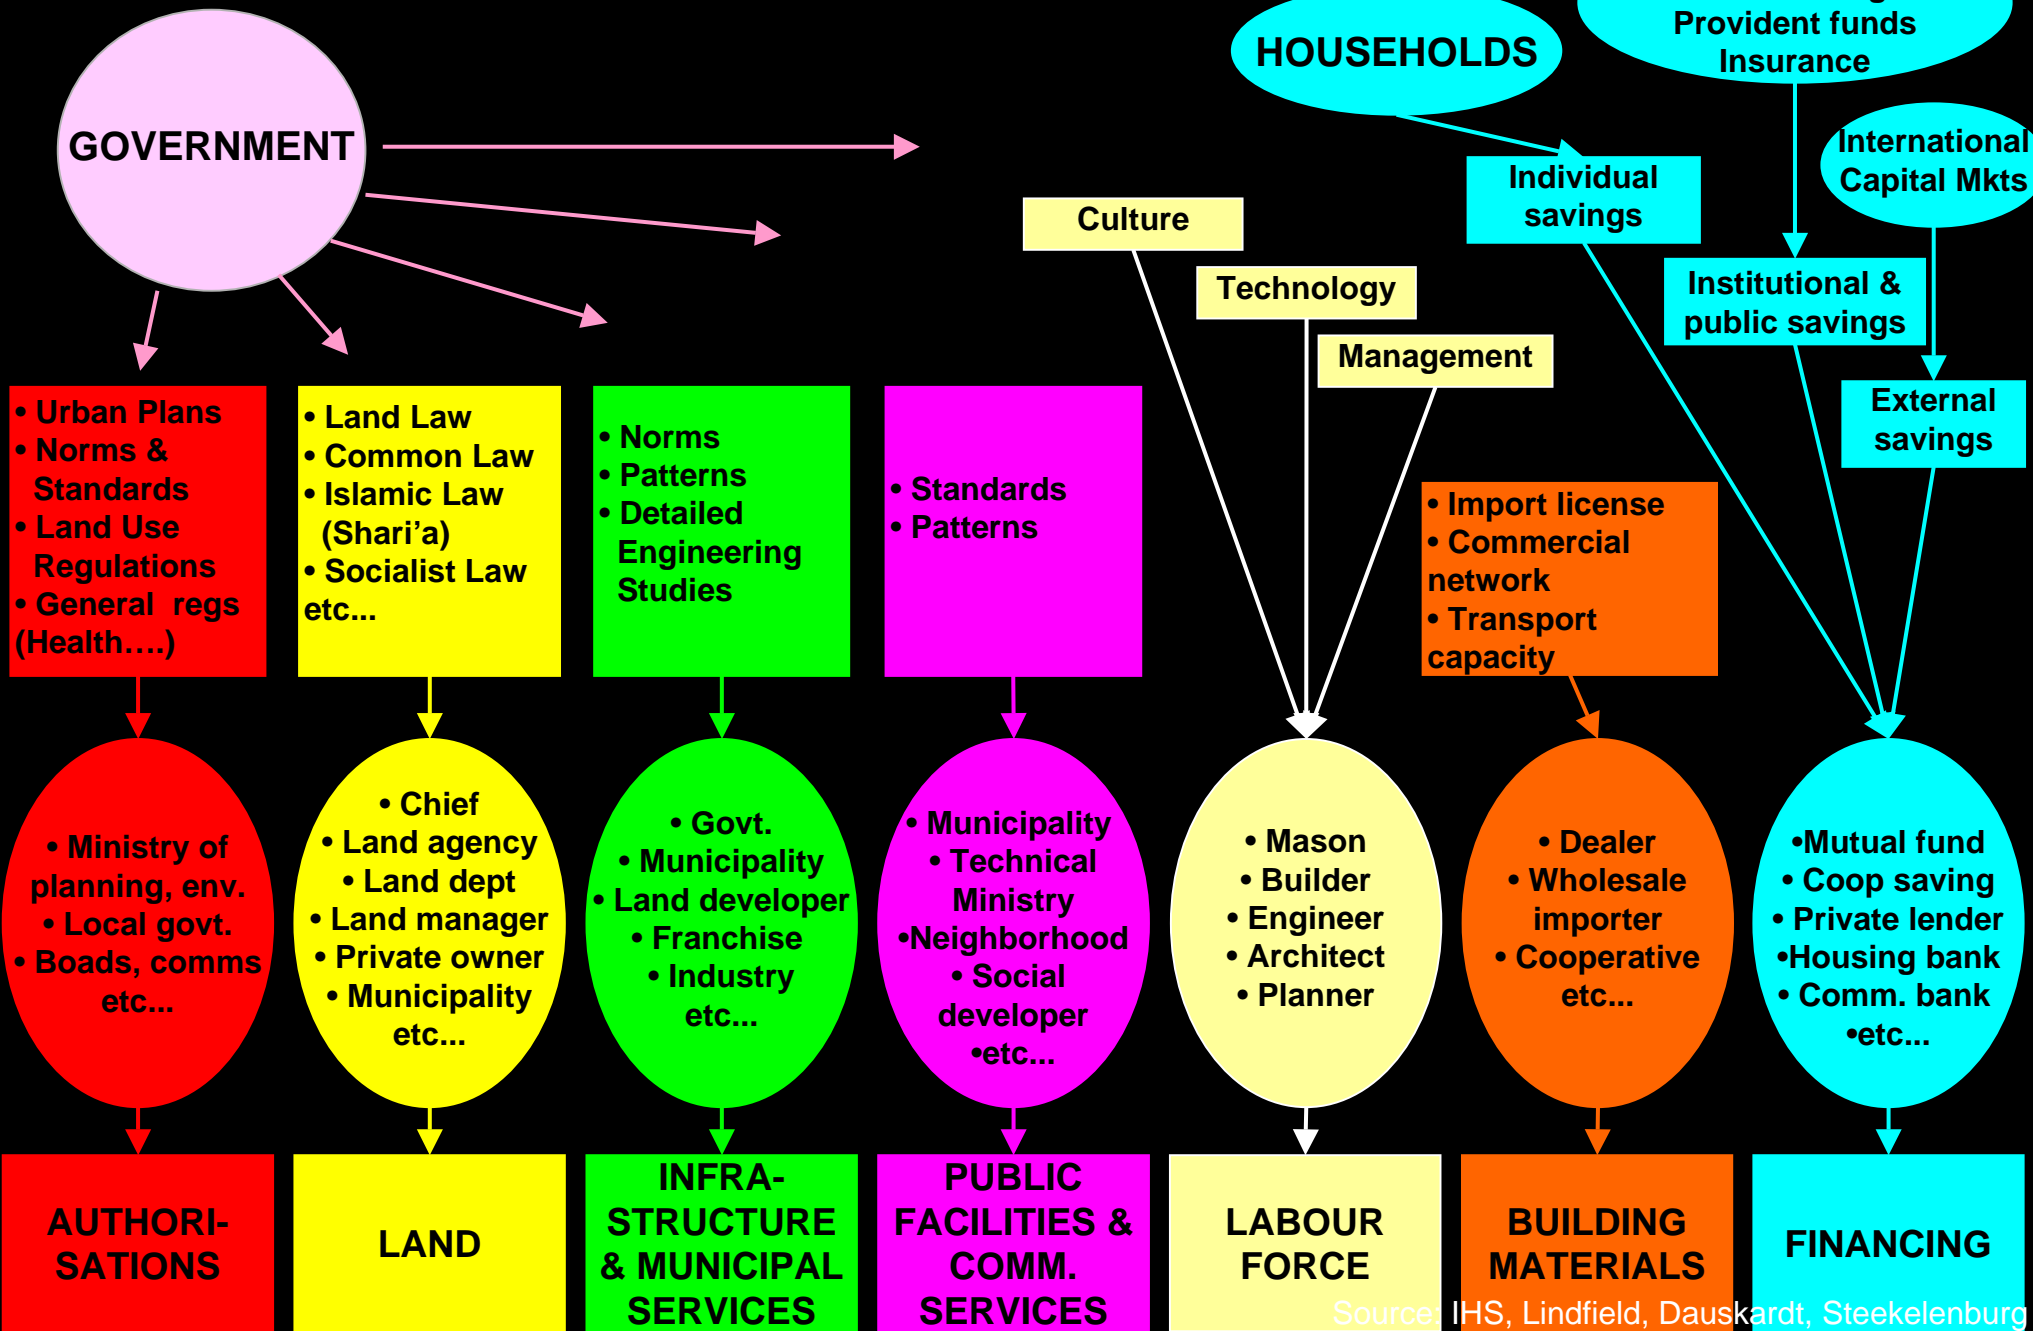 GOVERNMENT
HOUSEHOLDS
Provident funds
Insurance
International
Capital Mkts
Individual
savings
Culture
Technology
Management
Institutional &
public savings
External
savings
• Urban Plans
• Norms &
Standards
• Land Use
Regulations
• General regs
(Health….)
• Land Law
• Common Law
• Islamic Law
(Shari’a)
• Socialist Law
etc...
• Norms
• Patterns
• Detailed
Engineering
Studies
• Standards
• Patterns
• Import license
• Commercial
network
• Transport
capacity
• Ministry of
planning, env.
• Local govt.
• Boads, comms
etc...
• Chief
• Land agency
• Land dept
• Land manager
• Private owner
• Municipality
etc...
• Govt.
• Municipality
• Land developer
• Franchise
• Industry
etc...
• Municipality
• Technical
Ministry
•Neighborhood
• Social
developer
•etc...
• Mason
• Builder
• Engineer
• Architect
• Planner
• Dealer
• Wholesale
importer
• Cooperative
etc...
•Mutual fund
• Coop saving
• Private lender
•Housing bank
• Comm. bank
•etc...
AUTHORI-
SATIONS
LAND
INFRA-
STRUCTURE
& MUNICIPAL
SERVICES
PUBLIC
FACILITIES &
COMM.
SERVICES
LABOUR
FORCE
BUILDING
MATERIALS
FINANCING
Source: IHS, Lindfield, Dauskardt, Steekelenburg